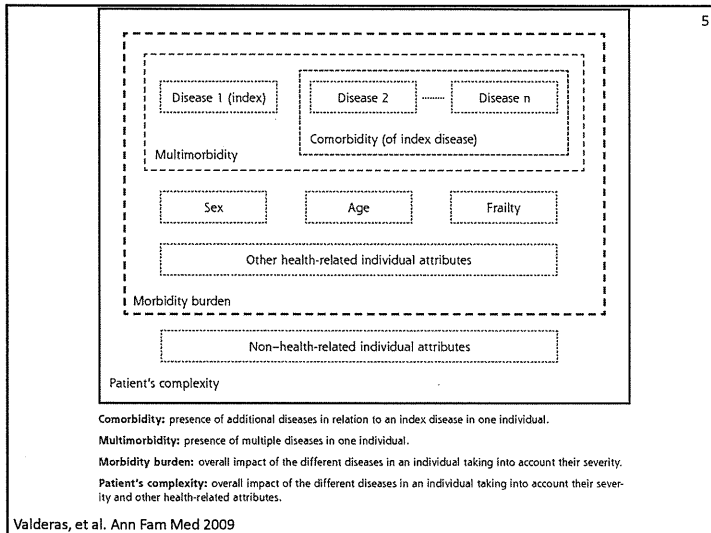 5
Disease 1 (index)
Disease 2 ........ Disease n
Comorbidity (of index disease)
Multimorbidity
Sex Age Frailty
Other health-related individual attributes
Morbidity burden
Non–health-related individual attributes
Patient's complexity
Comorbidity: presence of additional diseases in relation to an index disease in one individual.
Multimorbidity: presence of multiple diseases in one individual.
Morbidity burden: overall impact of the different diseases in an individual taking into account their severity.
Patient's complexity: overall impact of the different diseases in an individual taking into account their sever-
ity and other health-related attributes.
Valderas, et al. Ann Fam Med 2009